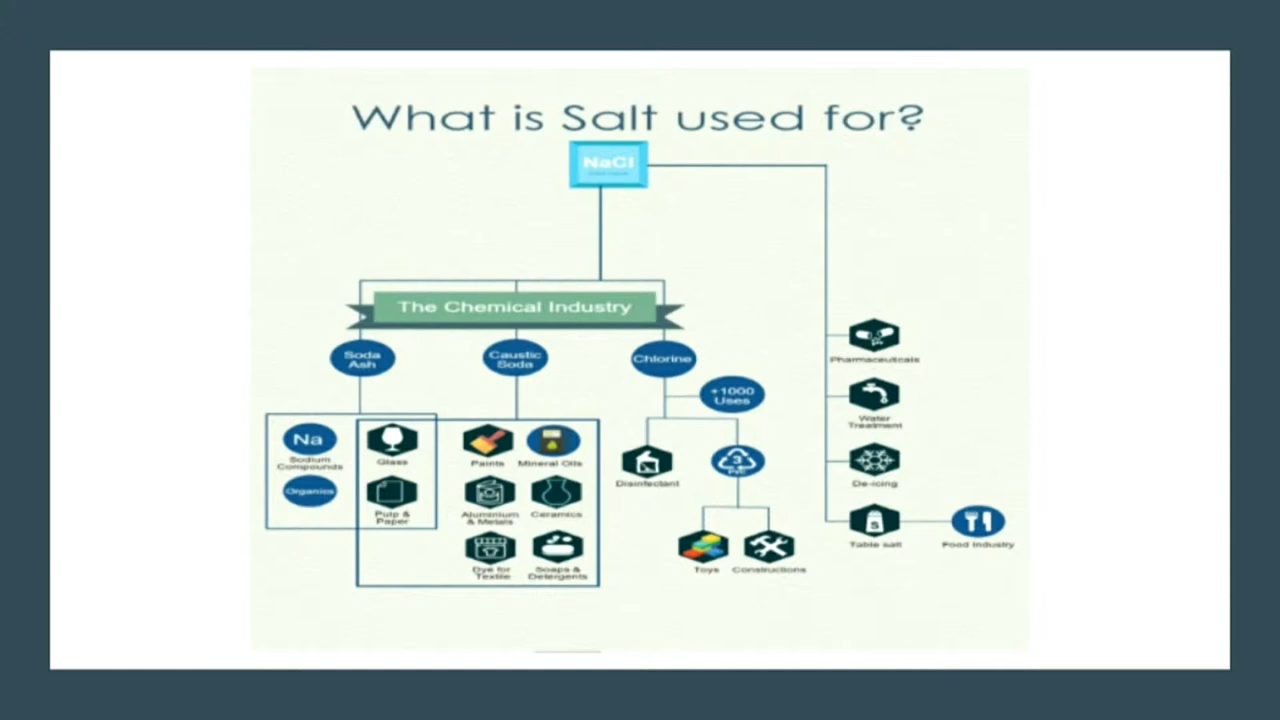 What is Salt used for?
NaCl
The Chemical Industry
Soda
Ash
Caustic
Soda
Chlorine
+1000
Uses
Na
Sodium
Compounds
Organics
Glass
Pulp &
Paper
Paints
Mineral Oils
Aluminium
& Metals
Ceramics
Dye for
Textile
Soaps &
Detergents
Disinfectant
3
PVC
Toys
Constructions
Pharmaceuticals
Water
Treatment
De-icing
S
Table salt
Food Industry